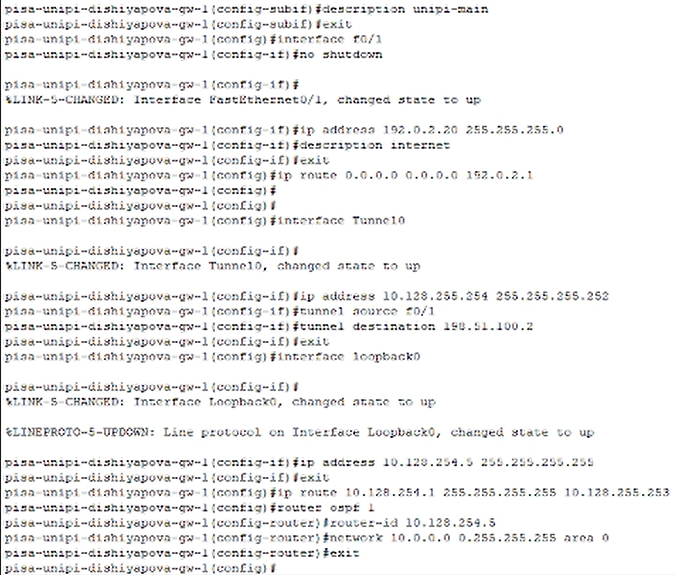 pisa-unipi-dishiyapova-gw-1(config-subif)#description unipi-main
pisa-unipi-dishiyapova-gw-1(config-subif)#exit
pisa-unipi-dishiyapova-gw-1(config)#interface f0/1
pisa-unipi-dishiyapova-gw-1(config-if)#no shutdown
pisa-unipi-dishiyapova-gw-1(config-if)#
%LINK-5-CHANGED: Interface FastEthernet0/1, changed state to up
pisa-unipi-dishiyapova-gw-1(config-if)#ip address 192.0.2.20 255.255.255.0
pisa-unipi-dishiyapova-gw-1(config-if)#description internet
pisa-unipi-dishiyapova-gw-1(config-if)#exit
pisa-unipi-dishiyapova-gw-1(config)#ip route 0.0.0.0 0.0.0.0 192.0.2.1
pisa-unipi-dishiyapova-gw-1(config)#
pisa-unipi-dishiyapova-gw-1(config)#
pisa-unipi-dishiyapova-gw-1(config)#interface Tunnel0
pisa-unipi-dishiyapova-gw-1(config-if)#
%LINK-5-CHANGED: Interface Tunnel0, changed state to up
pisa-unipi-dishiyapova-gw-1(config-if)#ip address 10.128.255.254 255.255.255.252
pisa-unipi-dishiyapova-gw-1(config-if)#tunnel source f0/1
pisa-unipi-dishiyapova-gw-1(config-if)#tunnel destination 198.51.100.2
pisa-unipi-dishiyapova-gw-1(config-if)#exit
pisa-unipi-dishiyapova-gw-1(config)#interface loopback0
pisa-unipi-dishiyapova-gw-1(config-if)#
%LINK-5-CHANGED: Interface Loopback0, changed state to up
%LINEPROTO-5-UPDOWN: Line protocol on Interface Loopback0, changed state to up
pisa-unipi-dishiyapova-gw-1(config-if)#ip address 10.128.254.5 255.255.255.255
pisa-unipi-dishiyapova-gw-1(config-if)#exit
pisa-unipi-dishiyapova-gw-1(config)#ip route 10.128.254.1 255.255.255.255 10.128.255.253
pisa-unipi-dishiyapova-gw-1(config)#router ospf 1
pisa-unipi-dishiyapova-gw-1(config-router)#router-id 10.128.254.5
pisa-unipi-dishiyapova-gw-1(config-router)#network 10.0.0.0 0.255.255.255 area 0
pisa-unipi-dishiyapova-gw-1(config-router)#exit
pisa-unipi-dishiyapova-gw-1(config)#